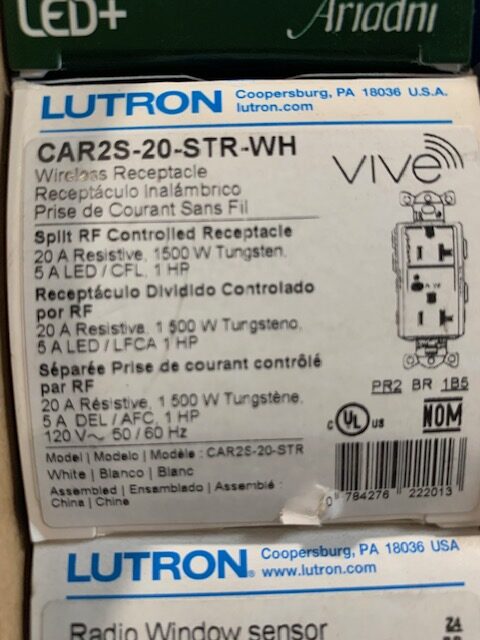 LED+ Ariadni
LUTRON Coopersburg, PA 18036 U.S.A.
lutron.com
CAR2S-20-STR-WH
vive
Wireless Receptacle
Receptáculo Inalámbrico
Prise de Courant Sans Fil
Split RF Controlled Receptacle
20 A Resistive, 1500 W Tungsten,
5 A LED / CFL, 1 HP
Receptáculo Dividido Controlado
por RF
20 A Resistiva, 1 500 W Tungsteno,
5 A LED / LFCA 1 HP
Séparée Prise de courant contrôlé
par RF
20 A Résistive, 1 500 W Tungstène,
5 A DEL / AFC, 1 HP
120 V~ 50 / 60 Hz
PR2 BR 1B5
C UL US NOM
Model | Modelo | Modèle : CAR2S-20-STR
White | Blanco | Blanc
Assembled | Ensamblado | Assemblé :
China | Chine
0 784276 222013
LUTRON. Coopersburg, PA 18036 USA
www.lutron.com
Radio Window sensor
24